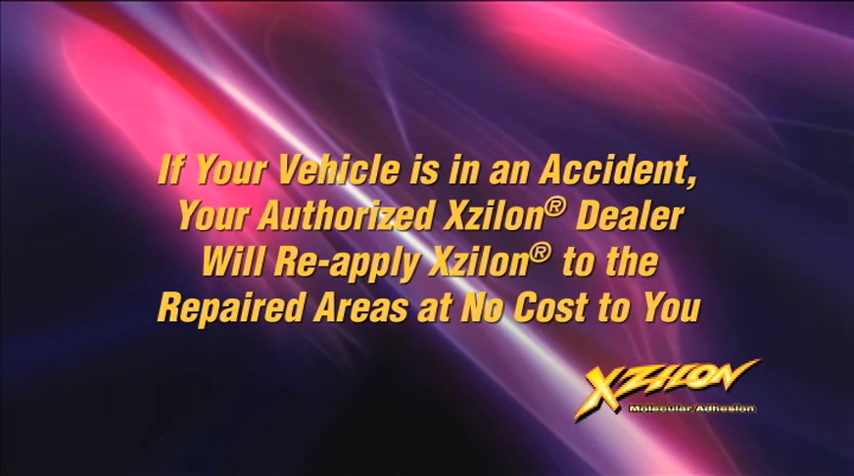 If Your Vehicle is in an Accident,
Your Authorized Xzilon® Dealer
Will Re-apply Xzilon® to the
Repaired Areas at No Cost to You
XZILON
Molecular Adhesion